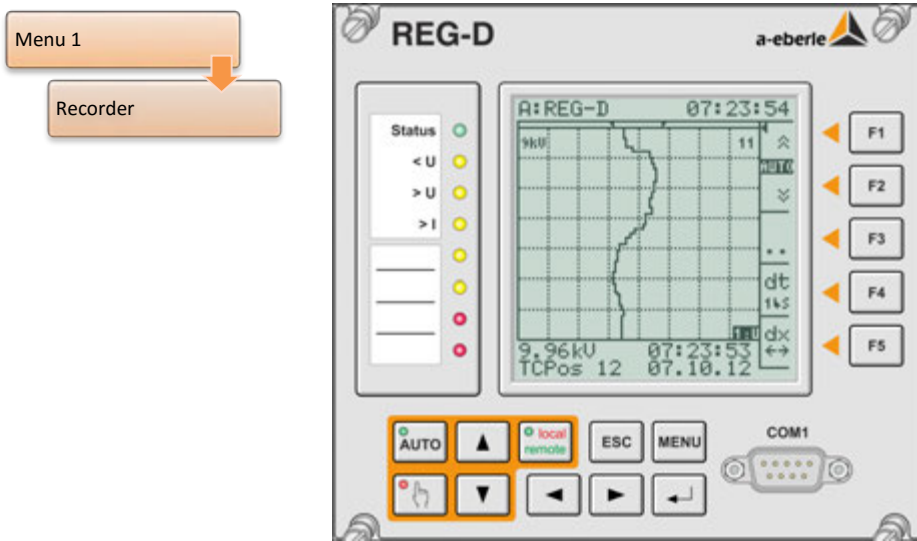 Menu 1
Recorder
REG-D
a-eberle
Status
< U
> U
> I
A:REG-D 07:23:54
9kV 11
AUTO
dt
14s
dx
9.96kV 07:23:53
TCPos 12 07.10.12
F1
F2
F3
F4
F5
AUTO
local
remote
ESC
MENU
COM1